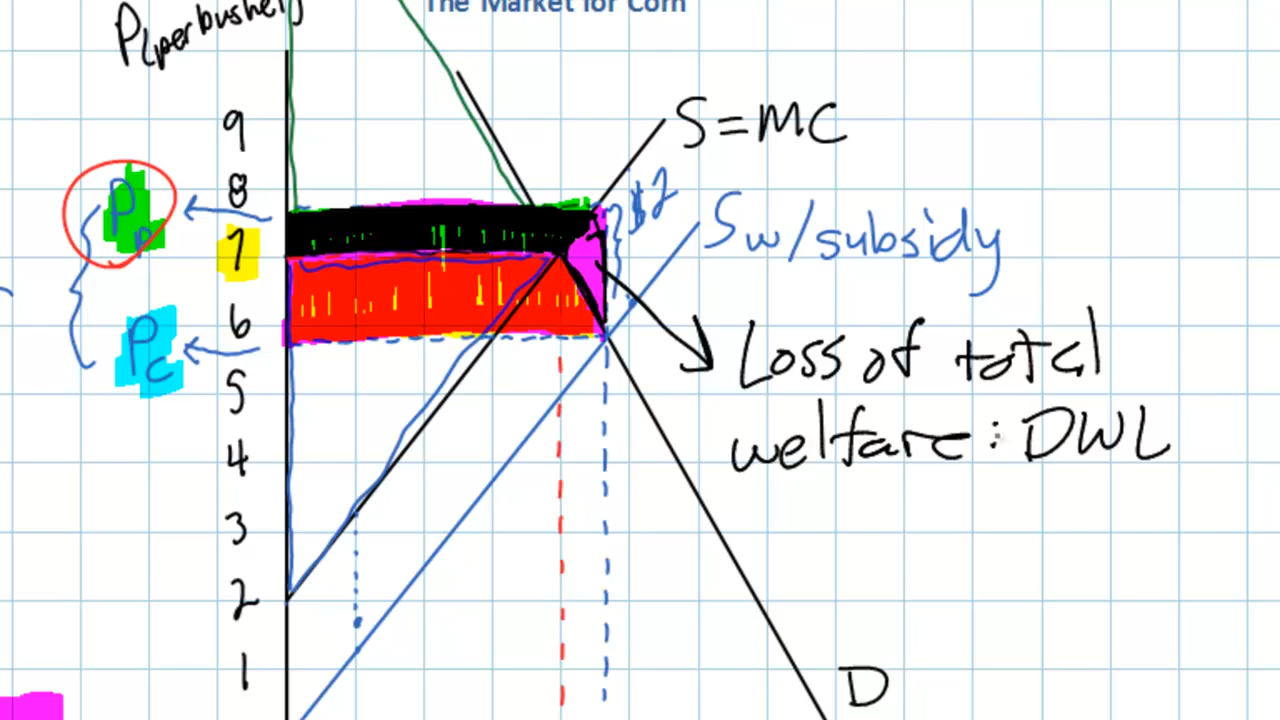 The Market for Corn
P(per bushel)
9
S=MC
8
$2
Pp
7
Sw/subsidy
6
Pc
5
Loss of total
4
welfare: DWL
3
2
1
D